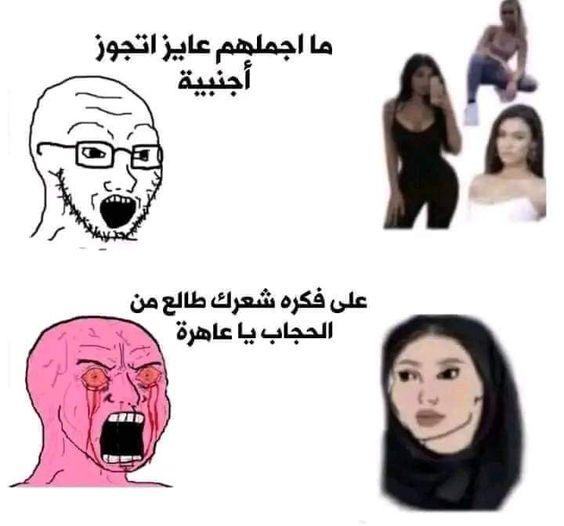 ما اجملهم عايز اتجوز
أجنبية
على فكره شعرك طالع من
الحجاب يا عاهرة